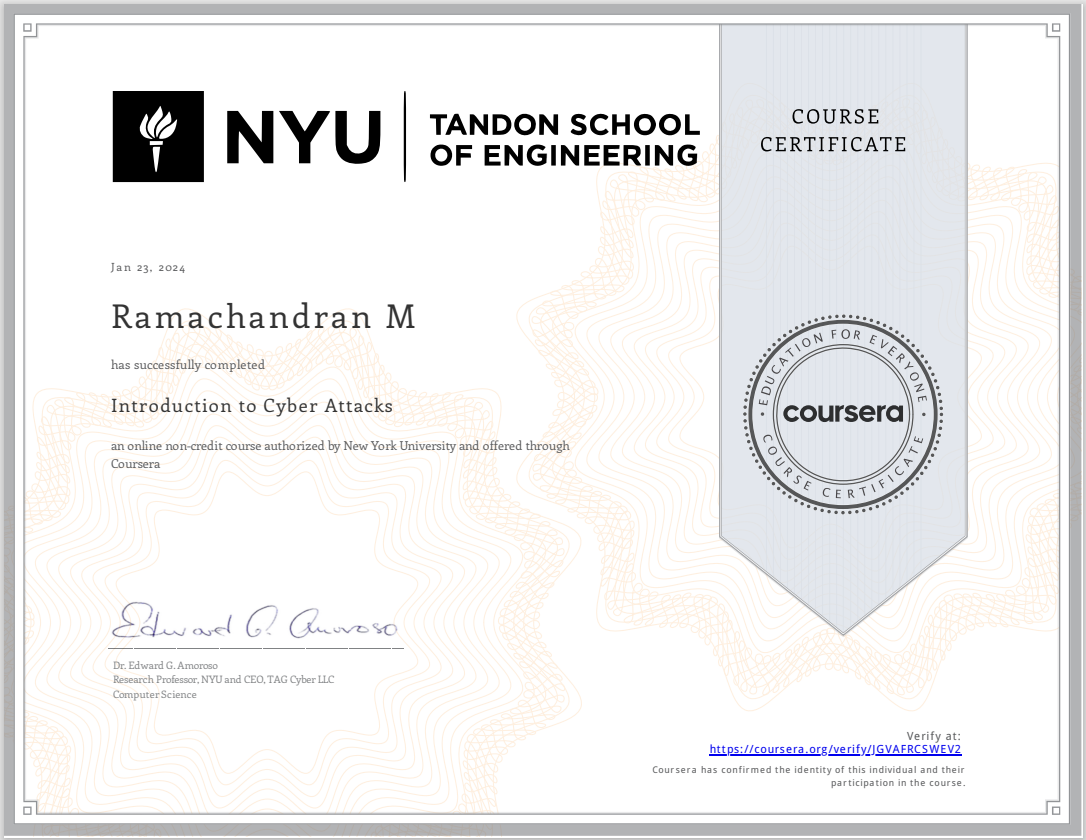 NYU
TANDON SCHOOL
OF ENGINEERING
COURSE
CERTIFICATE
Jan 23, 2024
Ramachandran M
has successfully completed
Introduction to Cyber Attacks
an online non-credit course authorized by New York University and offered through
Coursera
EDUCATION FOR EVERYONE
coursera
COURSE CERTIFICATE
Edward G. Amoroso
Dr. Edward G. Amoroso
Research Professor, NYU and CEO, TAG Cyber LLC
Computer Science
Verify at:
https://coursera.org/verify/JGVAFRCSWEV2
Coursera has confirmed the identity of this individual and their
participation in the course.